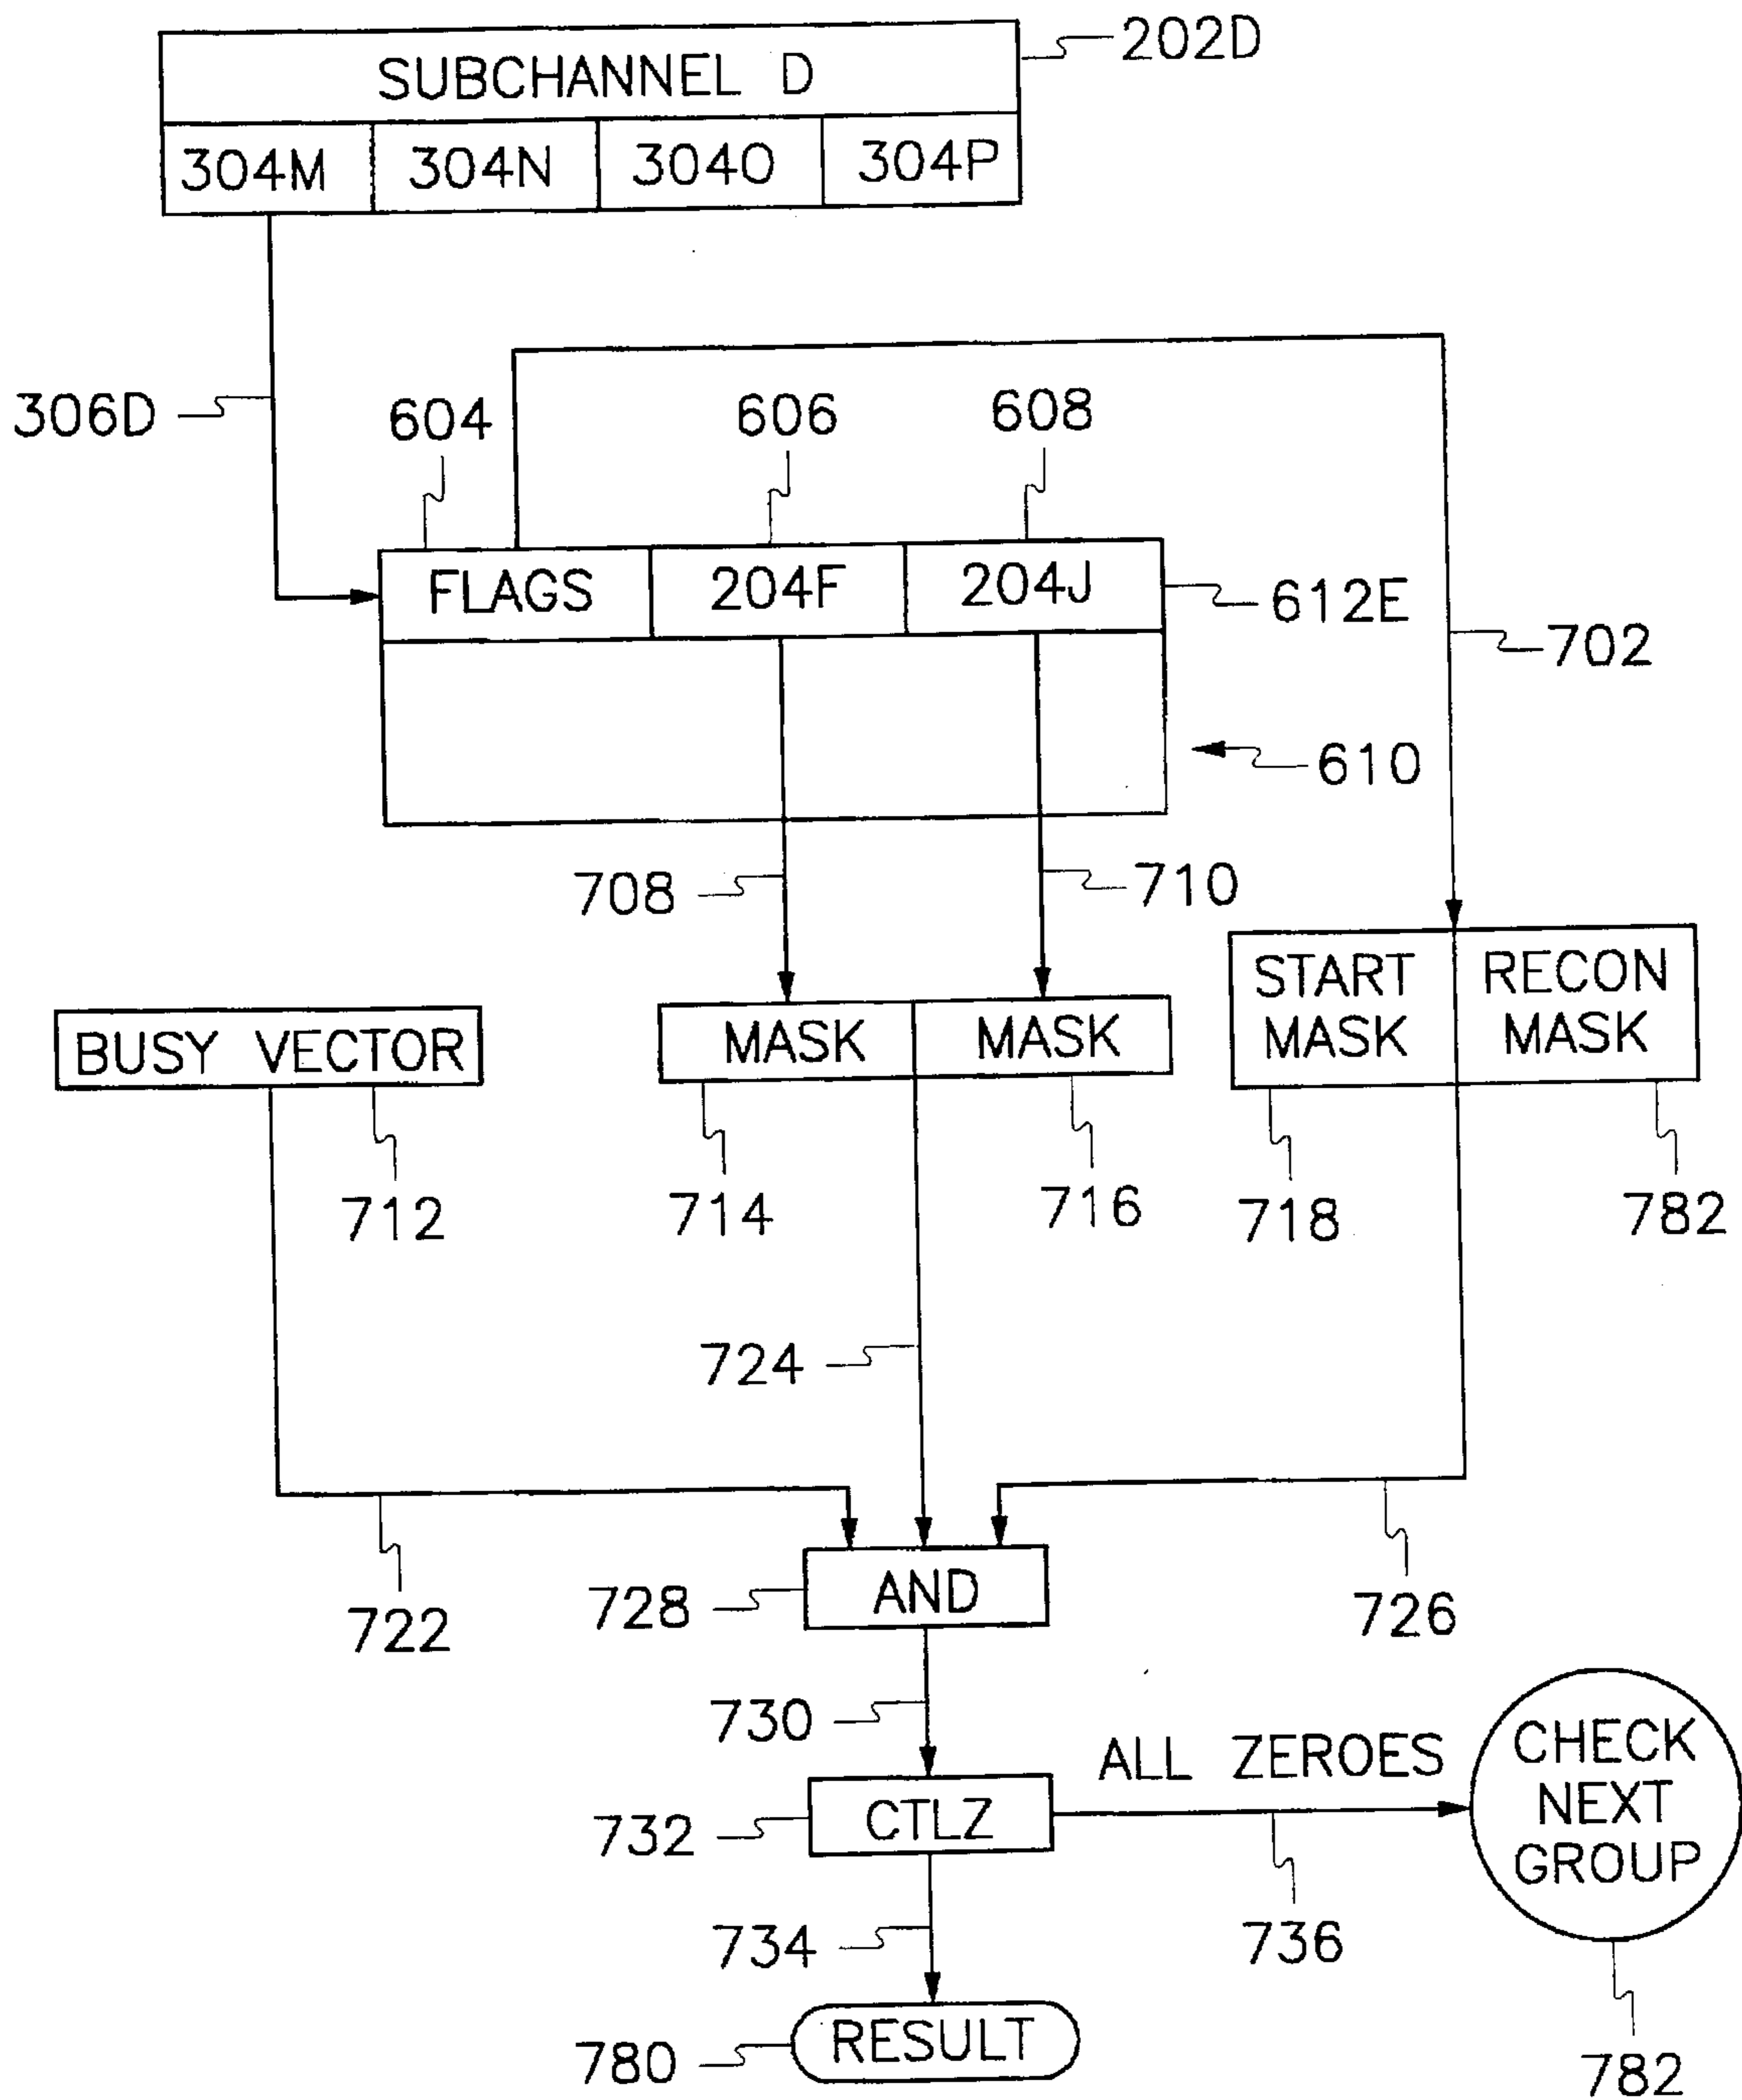 202D
SUBCHANNEL D
304M 304N 304O 304P
306D
604 606 608
FLAGS 204F 204J
612E
702
610
708
710
START
MASK
RECON
MASK
BUSY VECTOR
MASK MASK
712
714
716
718
782
724
AND
728
722
726
730
ALL ZEROES
CHECK
NEXT
GROUP
CTLZ
732
736
734
RESULT
780
782